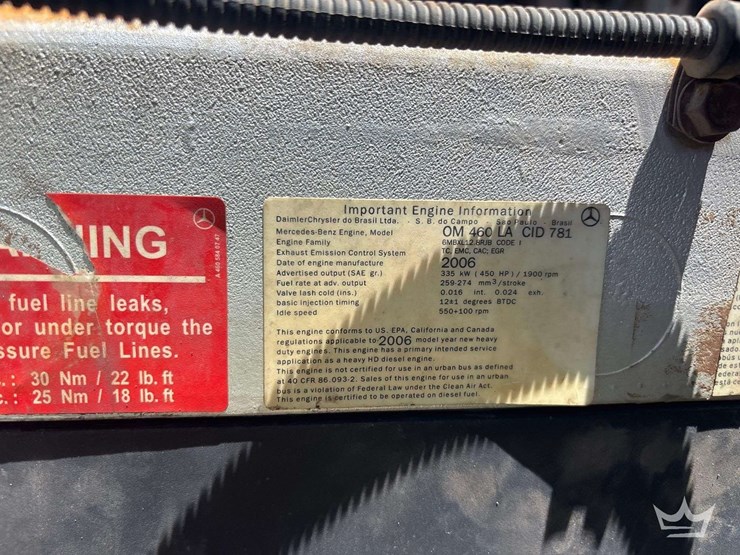 NING
fuel line leaks,
or under torque the
ssure Fuel Lines.
.: 30 Nm / 22 lb.ft
c.: 25 Nm / 18 lb.ft
Important Engine Information
DaimlerChrysler do Brasil Ltda. - S. B. do Campo - São Paulo - Brasil
Mercedes-Benz Engine, Model OM 460 LA CID 781
Engine Family 6MBXL12.8RJB CODE I
Exhaust Emission Control System TC, EMC, CAC; EGR
Date of engine manufacture 2006
Advertised output (SAE gr.) 335 kW ( 450 HP ) / 1900 rpm
Fuel rate at adv. output 259-274 mm³/stroke
Valve lash cold (ins.) 0.016 int. 0.024 exh.
basic injection timing 12±1 degrees BTDC
Idle speed 550+100 rpm
This engine conforms to US, EPA, California and Canada
regulations applicable to 2006 model year new heavy
duty engines. This engine has a primary intended service
application as a heavy HD diesel engine.
This engine is not certified for use in an urban bus as defined
at 40 CFR 86.093-2. Sales of this engine for use in an urban
bus is a violation of Federal Law under the Clean Air Act.
This engine is certified to be operated on diesel fuel.